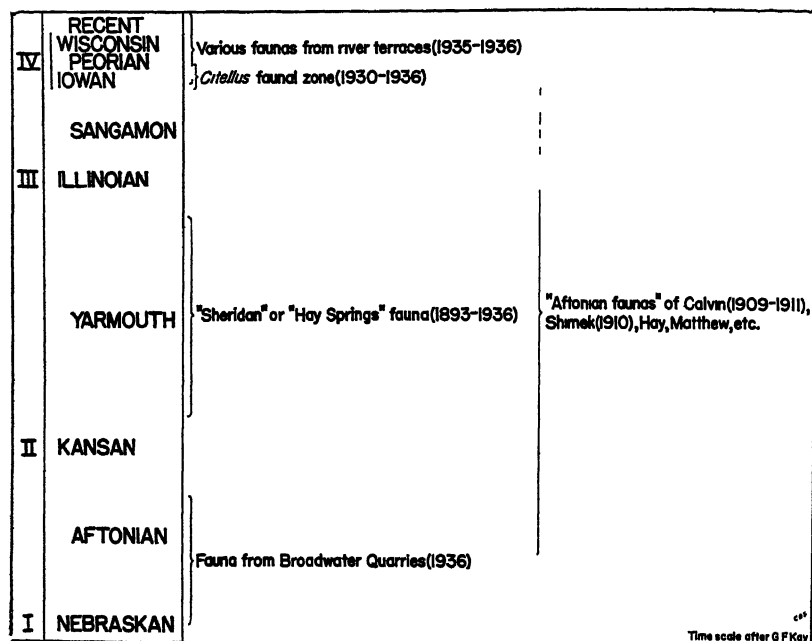 RECENT
WISCONSIN
IV PEORIAN
IOWAN
Various faunas from river terraces(1935-1936)
Citellus faunal zone(1930-1936)
SANGAMON
III ILLINOIAN
YARMOUTH
"Sheridan" or "Hay Springs" fauna(1893-1936)
"Aftonian faunas" of Calvin(1909-1911),
Shimek(1910),Hay,Matthew,etc.
II KANSAN
AFTONIAN
Fauna from Broadwater Quarries(1936)
I NEBRASKAN
Time scale after G F Kay